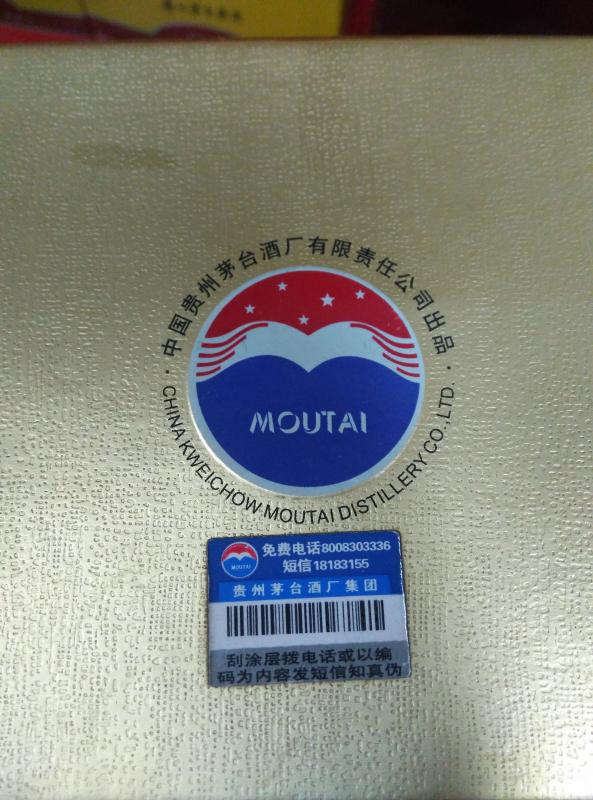 ·中国贵州茅台酒厂有限责任公司出品·
MOUTAI
CHINA KWEICHOW MOUTAI DISTILLERY CO., LTD.
MOUTAI
免费电话8008303336
短信18183155
贵州茅台酒厂集团
刮涂层拨电话或以编
码为内容发短信知真伪